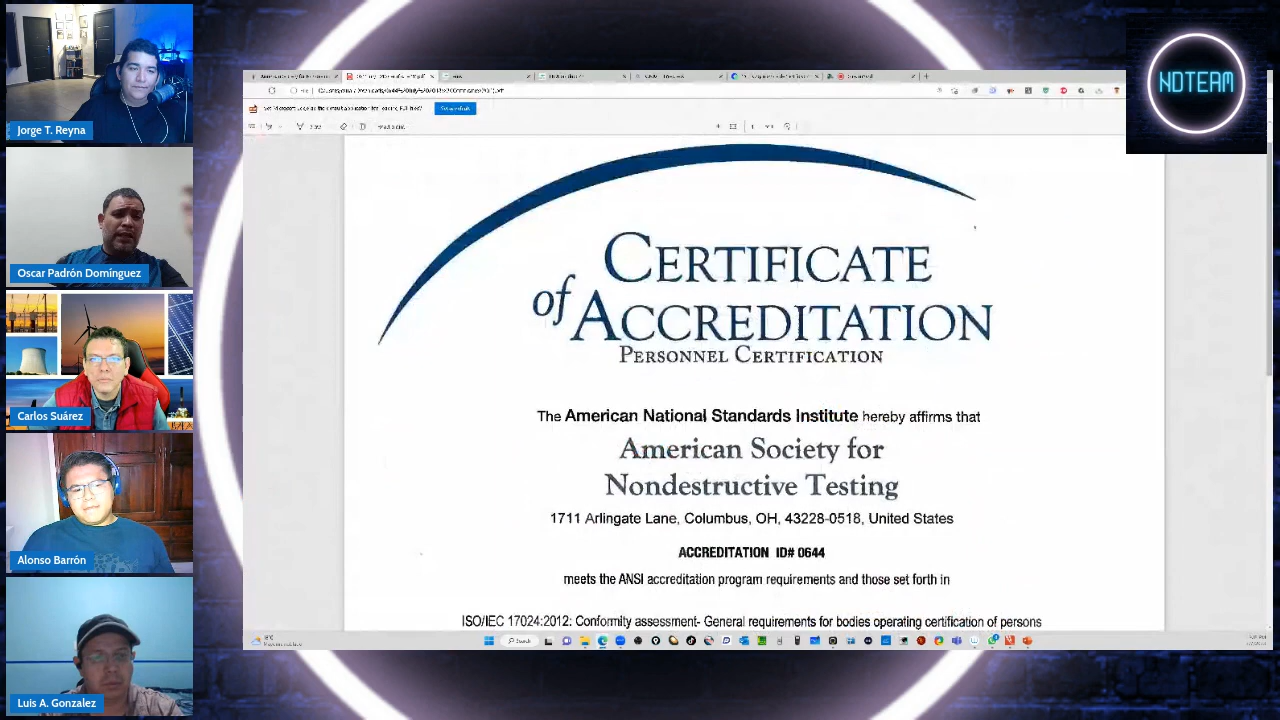 Jorge T. Reyna
Oscar Padrón Domínguez
Carlos Suárez
Alonso Barrón
Luis A. Gonzalez
NDTEAM
CERTIFICATE
of ACCREDITATION
PERSONNEL CERTIFICATION
The American National Standards Institute hereby affirms that
American Society for
Nondestructive Testing
1711 Arlingate Lane, Columbus, OH, 43228-0518, United States
ACCREDITATION ID# 0644
meets the ANSI accreditation program requirements and those set forth in
ISO/IEC 17024:2012: Conformity assessment- General requirements for bodies operating certification of persons
Search